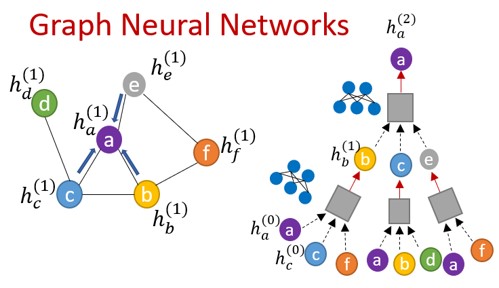 Graph Neural Networks
h_d^(1)
d
h_a^(1)
a
h_e^(1)
e
h_f^(1)
f
h_c^(1)
c
b
h_b^(1)
h_a^(2)
a
h_b^(1)
b
c
e
h_a^(0)
a
h_c^(0)
c
f
a
b
d
a
f